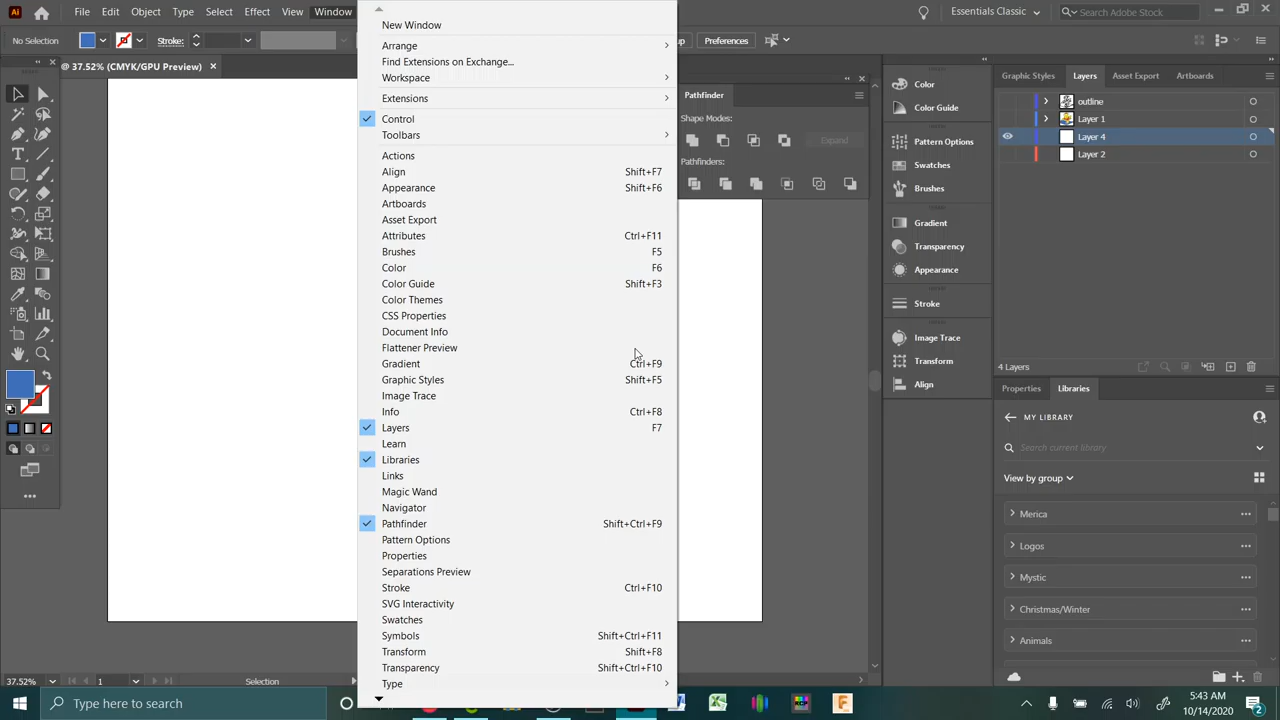 Ai
File
Edit
Object
Type
Select
Effect
View
Window
Essentials Classic
Search Adobe Stock
No Selection
Stroke:
Preferences
@ 37.52% (CMYK/GPU Preview) ×
New Window
Arrange
Find Extensions on Exchange...
Workspace
Extensions
Control
Toolbars
Actions
Align Shift+F7
Appearance Shift+F6
Artboards
Asset Export
Attributes Ctrl+F11
Brushes F5
Color F6
Color Guide Shift+F3
Color Themes
CSS Properties
Document Info
Flattener Preview
Gradient Ctrl+F9
Graphic Styles Shift+F5
Image Trace
Info Ctrl+F8
Layers F7
Learn
Libraries
Links
Magic Wand
Navigator
Pathfinder Shift+Ctrl+F9
Pattern Options
Properties
Separations Preview
Stroke Ctrl+F10
SVG Interactivity
Swatches
Symbols Shift+Ctrl+F11
Transform Shift+F8
Transparency Shift+Ctrl+F10
Type
Pathfinder
Shape Modes:
Expand
Pathfinders:
Color
Color Guide
Pattern Options
Swatches
Brushes
Gradient
Transparency
Appearance
Stroke
Image Trace
Transform
Align
Graphic Styles Layers Asset Export Artboards
outline
Layer 1
Layer 4
Layer 2
4 Layers
Properties Libraries
MY LIBRARY
Search current library
View by group
Merica
Logos
Mystic
Christmas/Winter
Animals
37.52%
1
Selection
Type here to search
5:43 AM
10/14/2020
2